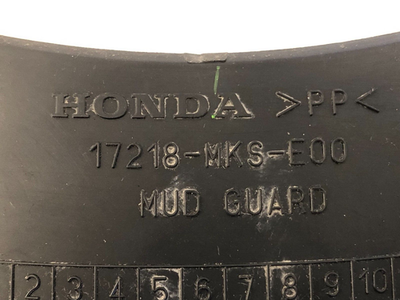 HONDA >PP<
17218-MKS-E00
MUD GUARD
2 3 4 5 6 7 8 9 10